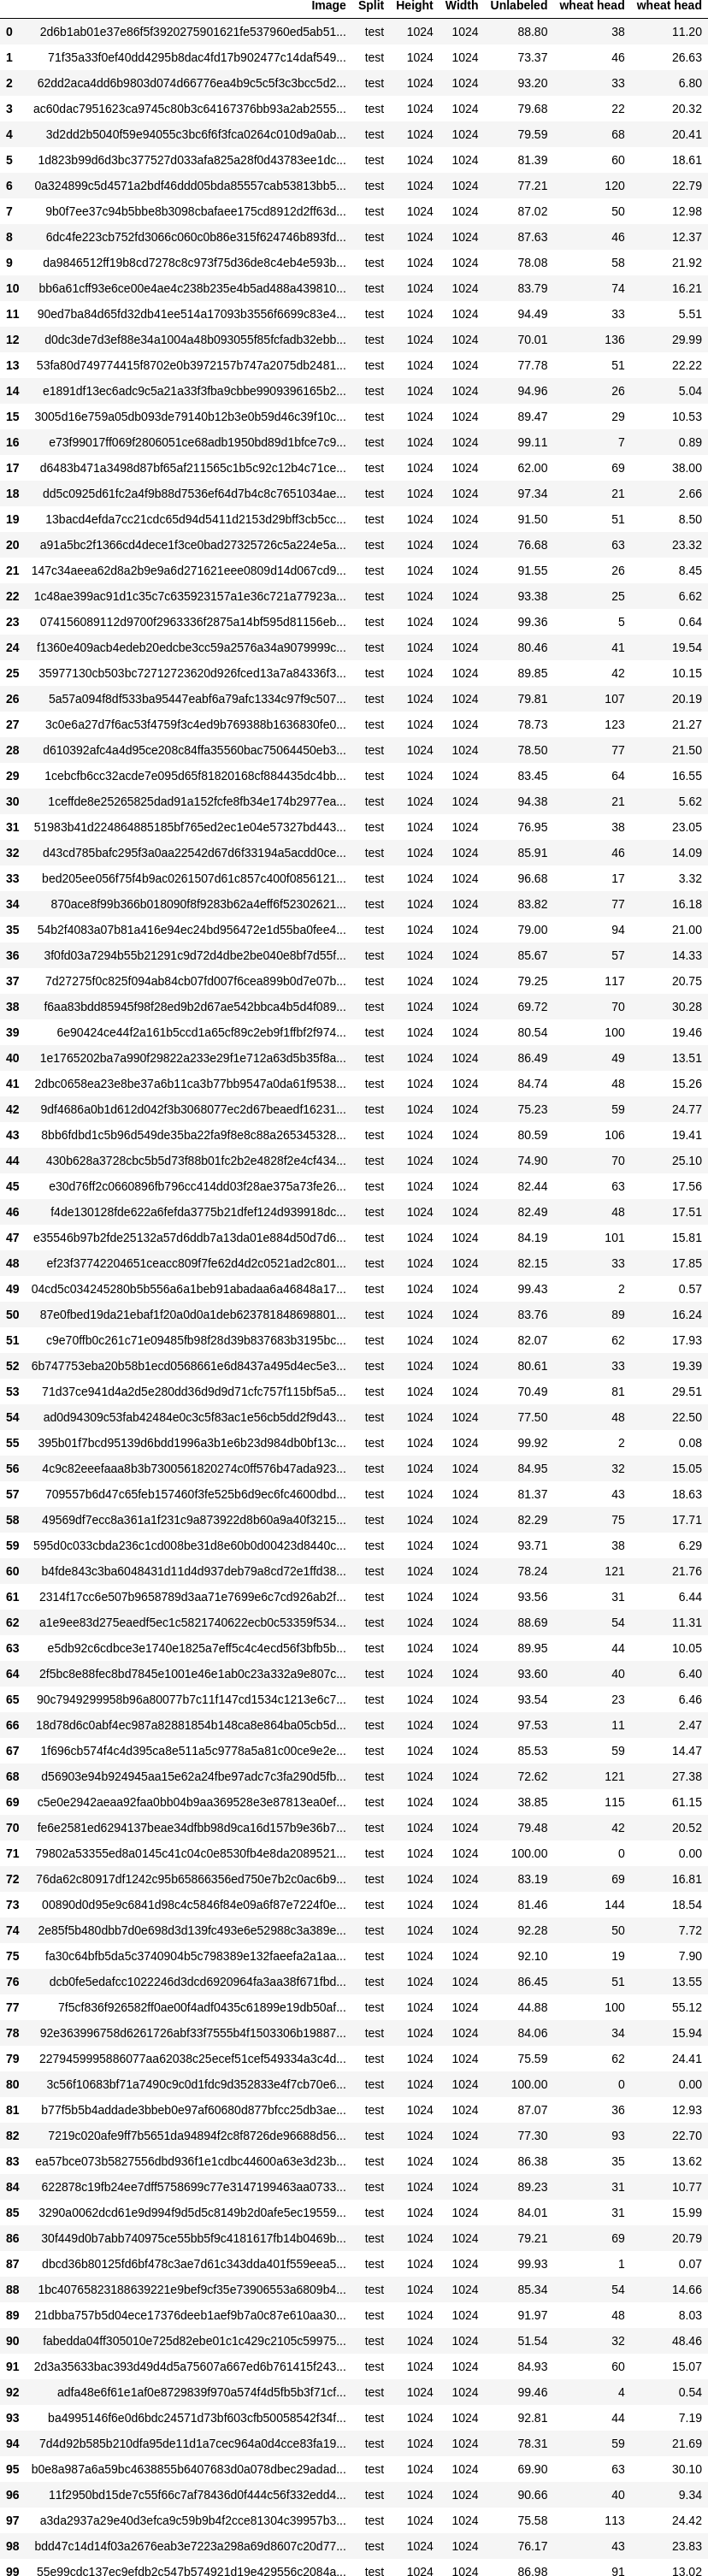 Image Split Height Width Unlabeled wheat head wheat head
0 2d6b1ab01e37e86f5f3920275901621fe537960ed5ab51... test 1024 1024 88.80 38 11.20
1 71f35a33f0ef40dd4295b8dac4fd17b902477c14daf549... test 1024 1024 73.37 46 26.63
2 62dd2aca4dd6b9803d074d66776ea4b9c5c5f3c3bcc5d2... test 1024 1024 93.20 33 6.80
3 ac60dac7951623ca9745c80b3c64167376bb93a2ab2555... test 1024 1024 79.68 22 20.32
4 3d2dd2b5040f59e94055c3bc6f6f3fca0264c010d9a0ab... test 1024 1024 79.59 68 20.41
5 1d823b99d6d3bc377527d033afa825a28f0d43783ee1dc... test 1024 1024 81.39 60 18.61
6 0a324899c5d4571a2bdf46ddd05bda85557cab53813bb5... test 1024 1024 77.21 120 22.79
7 9b0f7ee37c94b5bbe8b3098cbafaee175cd8912d2ff63d... test 1024 1024 87.02 50 12.98
8 6dc4fe223cb752fd3066c060c0b86e315f624746b893fd... test 1024 1024 87.63 46 12.37
9 da9846512ff19b8cd7278c8c973f75d36de8c4eb4e593b... test 1024 1024 78.08 58 21.92
10 bb6a61cff93e6ce00e4ae4c238b235e4b5ad488a439810... test 1024 1024 83.79 74 16.21
11 90ed7ba84d65fd32db41ee514a17093b3556f6699c83e4... test 1024 1024 94.49 33 5.51
12 d0dc3de7d3ef88e34a1004a48b093055f85fcfadb32ebb... test 1024 1024 70.01 136 29.99
13 53fa80d749774415f8702e0b3972157b747a2075db2481... test 1024 1024 77.78 51 22.22
14 e1891df13ec6adc9c5a21a33f3fba9cbbe9909396165b2... test 1024 1024 94.96 26 5.04
15 3005d16e759a05db093de79140b12b3e0b59d46c39f10c... test 1024 1024 89.47 29 10.53
16 e73f99017ff069f2806051ce68adb1950bd89d1bfce7c9... test 1024 1024 99.11 7 0.89
17 d6483b471a3498d87bf65af211565c1b5c92c12b4c71ce... test 1024 1024 62.00 69 38.00
18 dd5c0925d61fc2a4f9b88d7536ef64d7b4c8c7651034ae... test 1024 1024 97.34 21 2.66
19 13bacd4efda7cc21cdc65d94d5411d2153d29bff3cb5cc... test 1024 1024 91.50 51 8.50
20 a91a5bc2f1366cd4dece1f3ce0bad27325726c5a224e5a... test 1024 1024 76.68 63 23.32
21 147c34aeea62d8a2b9e9a6d271621eee0809d14d067cd9... test 1024 1024 91.55 26 8.45
22 1c48ae399ac91d1c35c7c635923157a1e36c721a77923a... test 1024 1024 93.38 25 6.62
23 074156089112d9700f2963336f2875a14bf595d81156eb... test 1024 1024 99.36 5 0.64
24 f1360e409acb4edeb20edcbe3cc59a2576a34a9079999c... test 1024 1024 80.46 41 19.54
25 35977130cb503bc72712723620d926fced13a7a84336f3... test 1024 1024 89.85 42 10.15
26 5a57a094f8df533ba95447eabf6a79afc1334c97f9c507... test 1024 1024 79.81 107 20.19
27 3c0e6a27d7f6ac53f4759f3c4ed9b769388b1636830fe0... test 1024 1024 78.73 123 21.27
28 d610392afc4a4d95ce208c84ffa35560bac75064450eb3... test 1024 1024 78.50 77 21.50
29 1cebcfb6cc32acde7e095d65f81820168cf884435dc4bb... test 1024 1024 83.45 64 16.55
30 1ceffde8e25265825dad91a152fcfe8fb34e174b2977ea... test 1024 1024 94.38 21 5.62
31 51983b41d224864885185bf765ed2ec1e04e57327bd443... test 1024 1024 76.95 38 23.05
32 d43cd785bafc295f3a0aa22542d67d6f33194a5acdd0ce... test 1024 1024 85.91 46 14.09
33 bed205ee056f75f4b9ac0261507d61c857c400f0856121... test 1024 1024 96.68 17 3.32
34 870ace8f99b366b018090f8f9283b62a4eff6f52302621... test 1024 1024 83.82 77 16.18
35 54b2f4083a07b81a416e94ec24bd956472e1d55ba0fee4... test 1024 1024 79.00 94 21.00
36 3f0fd03a7294b55b21291c9d72d4dbe2be040e8bf7d55f... test 1024 1024 85.67 57 14.33
37 7d27275f0c825f094ab84cb07fd007f6cea899b0d7e07b... test 1024 1024 79.25 117 20.75
38 f6aa83bdd85945f98f28ed9b2d67ae542bbca4b5d4f089... test 1024 1024 69.72 70 30.28
39 6e90424ce44f2a161b5ccd1a65cf89c2eb9f1ffbf2f974... test 1024 1024 80.54 100 19.46
40 1e1765202ba7a990f29822a233e29f1e712a63d5b35f8a... test 1024 1024 86.49 49 13.51
41 2dbc0658ea23e8be37a6b11ca3b77bb9547a0da61f9538... test 1024 1024 84.74 48 15.26
42 9df4686a0b1d612d042f3b3068077ec2d67beaedf16231... test 1024 1024 75.23 59 24.77
43 8bb6fdbd1c5b96d549de35ba22fa9f8e8c88a265345328... test 1024 1024 80.59 106 19.41
44 430b628a3728cbc5b5d73f88b01fc2b2e4828f2e4cf434... test 1024 1024 74.90 70 25.10
45 e30d76ff2c0660896fb796cc414dd03f28ae375a73fe26... test 1024 1024 82.44 63 17.56
46 f4de130128fde622a6fefda3775b21dfef124d939918dc... test 1024 1024 82.49 48 17.51
47 e35546b97b2fde25132a57d6ddb7a13da01e884d50d7d6... test 1024 1024 84.19 101 15.81
48 ef23f37742204651ceacc809f7fe62d4d2c0521ad2c801... test 1024 1024 82.15 33 17.85
49 04cd5c034245280b5b556a6a1beb91abadaa6a46848a17... test 1024 1024 99.43 2 0.57
50 87e0fbed19da21ebaf1f20a0d0a1deb623781848698801... test 1024 1024 83.76 89 16.24
51 c9e70ffb0c261c71e09485fb98f28d39b837683b3195bc... test 1024 1024 82.07 62 17.93
52 6b747753eba20b58b1ecd0568661e6d8437a495d4ec5e3... test 1024 1024 80.61 33 19.39
53 71d37ce941d4a2d5e280dd36d9d9d71cfc757f115bf5a5... test 1024 1024 70.49 81 29.51
54 ad0d94309c53fab42484e0c3c5f83ac1e56cb5dd2f9d43... test 1024 1024 77.50 48 22.50
55 395b01f7bcd95139d6bdd1996a3b1e6b23d984db0bf13c... test 1024 1024 99.92 2 0.08
56 4c9c82eeefaaa8b3b7300561820274c0ff576b47ada923... test 1024 1024 84.95 32 15.05
57 709557b6d47c65feb157460f3fe525b6d9ec6fc4600dbd... test 1024 1024 81.37 43 18.63
58 49569df7ecc8a361a1f231c9a873922d8b60a9a40f3215... test 1024 1024 82.29 75 17.71
59 595d0c033cbda236c1cd008be31d8e60b0d00423d8440c... test 1024 1024 93.71 38 6.29
60 b4fde843c3ba6048431d11d4d937deb79a8cd72e1ffd38... test 1024 1024 78.24 121 21.76
61 2314f17cc6e507b9658789d3aa71e7699e6c7cd926ab2f... test 1024 1024 93.56 31 6.44
62 a1e9ee83d275eaedf5ec1c5821740622ecb0c53359f534... test 1024 1024 88.69 54 11.31
63 e5db92c6cdbce3e1740e1825a7eff5c4c4ecd56f3bfb5b... test 1024 1024 89.95 44 10.05
64 2f5bc8e88fec8bd7845e1001e46e1ab0c23a332a9e807c... test 1024 1024 93.60 40 6.40
65 90c7949299958b96a80077b7c11f147cd1534c1213e6c7... test 1024 1024 93.54 23 6.46
66 18d78d6c0abf4ec987a82881854b148ca8e864ba05cb5d... test 1024 1024 97.53 11 2.47
67 1f696cb574f4c4d395ca8e511a5c9778a5a81c00ce9e2e... test 1024 1024 85.53 59 14.47
68 d56903e94b924945aa15e62a24fbe97adc7c3fa290d5fb... test 1024 1024 72.62 121 27.38
69 c5e0e2942aeaa92faa0bb04b9aa369528e3e87813ea0ef... test 1024 1024 38.85 115 61.15
70 fe6e2581ed6294137beae34dfbb98d9ca16d157b9e36b7... test 1024 1024 79.48 42 20.52
71 79802a53355ed8a0145c41c04c0e8530fb4e8da2089521... test 1024 1024 100.00 0 0.00
72 76da62c80917df1242c95b65866356ed750e7b2c0ac6b9... test 1024 1024 83.19 69 16.81
73 00890d0d95e9c6841d98c4c5846f84e09a6f87e7224f0e... test 1024 1024 81.46 144 18.54
74 2e85f5b480dbb7d0e698d3d139fc493e6e52988c3a389e... test 1024 1024 92.28 50 7.72
75 fa30c64bfb5da5c3740904b5c798389e132faeefa2a1aa... test 1024 1024 92.10 19 7.90
76 dcb0fe5edafcc1022246d3dcd6920964fa3aa38f671fbd... test 1024 1024 86.45 51 13.55
77 7f5cf836f926582ff0ae00f4adf0435c61899e19db50af... test 1024 1024 44.88 100 55.12
78 92e363996758d6261726abf33f7555b4f1503306b19887... test 1024 1024 84.06 34 15.94
79 2279459995886077aa62038c25ecef51cef549334a3c4d... test 1024 1024 75.59 62 24.41
80 3c56f10683bf71a7490c9c0d1fdc9d352833e4f7cb70e6... test 1024 1024 100.00 0 0.00
81 b77f5b5b4addade3bbeb0e97af60680d877bfcc25db3ae... test 1024 1024 87.07 36 12.93
82 7219c020afe9ff7b5651da94894f2c8f8726de96688d56... test 1024 1024 77.30 93 22.70
83 ea57bce073b5827556dbd936f1e1cdbc44600a63e3d23b... test 1024 1024 86.38 35 13.62
84 622878c19fb24ee7dff5758699c77e3147199463aa0733... test 1024 1024 89.23 31 10.77
85 3290a0062dcd61e9d994f9d5d5c8149b2d0afe5ec19559... test 1024 1024 84.01 31 15.99
86 30f449d0b7abb740975ce55bb5f9c4181617fb14b0469b... test 1024 1024 79.21 69 20.79
87 dbcd36b80125fd6bf478c3ae7d61c343dda401f559eea5... test 1024 1024 99.93 1 0.07
88 1bc40765823188639221e9bef9cf35e73906553a6809b4... test 1024 1024 85.34 54 14.66
89 21dbba757b5d04ece17376deeb1aef9b7a0c87e610aa30... test 1024 1024 91.97 48 8.03
90 fabedda04ff305010e725d82ebe01c1c429c2105c59975... test 1024 1024 51.54 32 48.46
91 2d3a35633bac393d49d4d5a75607a667ed6b761415f243... test 1024 1024 84.93 60 15.07
92 adfa48e6f61e1af0e8729839f970a574f4d5fb5b3f71cf... test 1024 1024 99.46 4 0.54
93 ba4995146f6e0d6bdc24571d73bf603cfb50058542f34f... test 1024 1024 92.81 44 7.19
94 7d4d92b585b210dfa95de11d1a7cec964a0d4cce83fa19... test 1024 1024 78.31 59 21.69
95 b0e8a987a6a59bc4638855b6407683d0a078dbec29adad... test 1024 1024 69.90 63 30.10
96 11f2950bd15de7c55f66c7af78436d0f444c56f332edd4... test 1024 1024 90.66 40 9.34
97 a3da2937a29e40d3efca9c59b9b4f2cce81304c39957b3... test 1024 1024 75.58 113 24.42
98 bdd47c14d14f03a2676eab3e7223a298a69d8607c20d77... test 1024 1024 76.17 43 23.83
99 55e99cdc137ec9efdb2c547b574921d19e429556c2084a... test 1024 1024 86.98 91 13.02